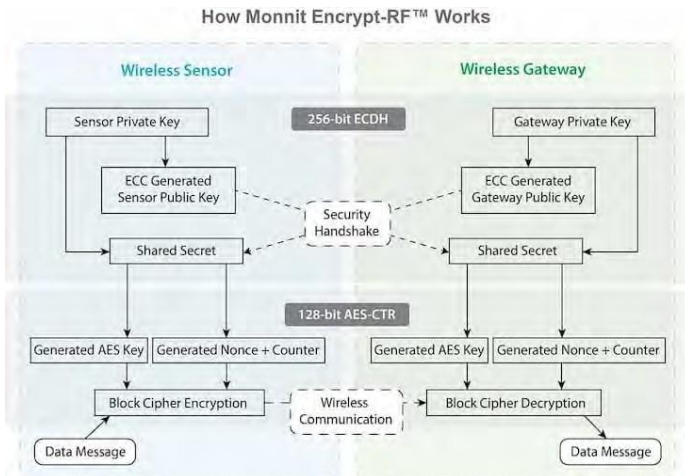 How Monnit Encrypt-RF™ Works
Wireless Sensor
Wireless Gateway
Sensor Private Key
256-bit ECDH
Gateway Private Key
ECC Generated
Sensor Public Key
ECC Generated
Gateway Public Key
Security
Handshake
Shared Secret
Shared Secret
128-bit AES-CTR
Generated AES Key
Generated Nonce + Counter
Generated AES Key
Generated Nonce + Counter
Block Cipher Encryption
Wireless
Communication
Block Cipher Decryption
Data Message
Data Message